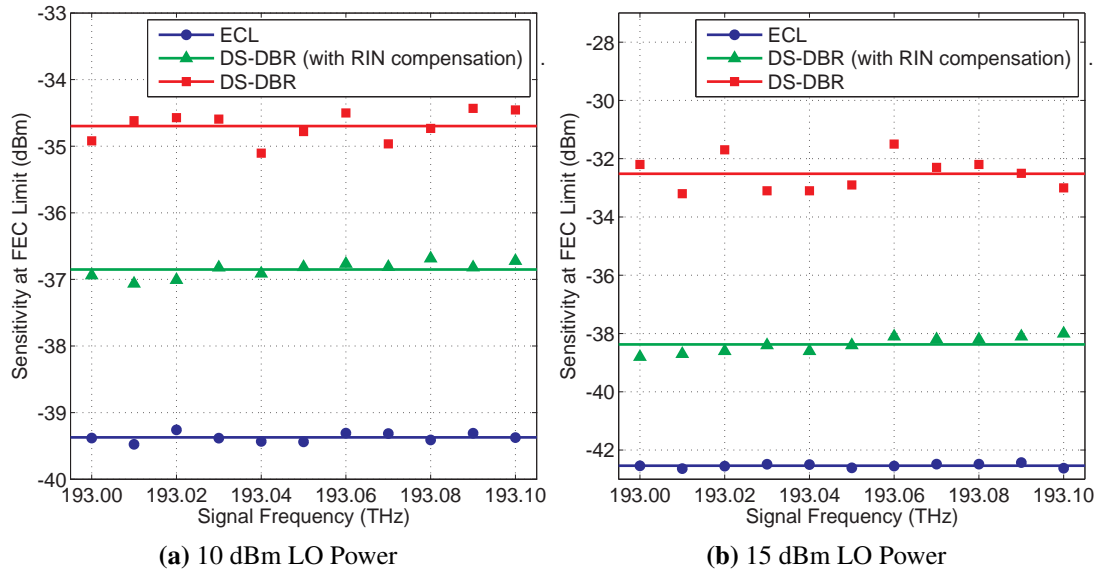 -33
-34
-35
-36
-37
-38
-39
-40
Sensitivity at FEC Limit (dBm)
ECL
DS-DBR (with RIN compensation)
DS-DBR
.
193.00 193.02 193.04 193.06 193.08 193.10
Signal Frequency (THz)
(a) 10 dBm LO Power
-28
-30
-32
-34
-36
-38
-40
-42
Sensitivity at FEC Limit (dBm)
ECL
DS-DBR (with RIN compensation)
DS-DBR
.
193.00 193.02 193.04 193.06 193.08 193.10
Signal Frequency (THz)
(b) 15 dBm LO Power